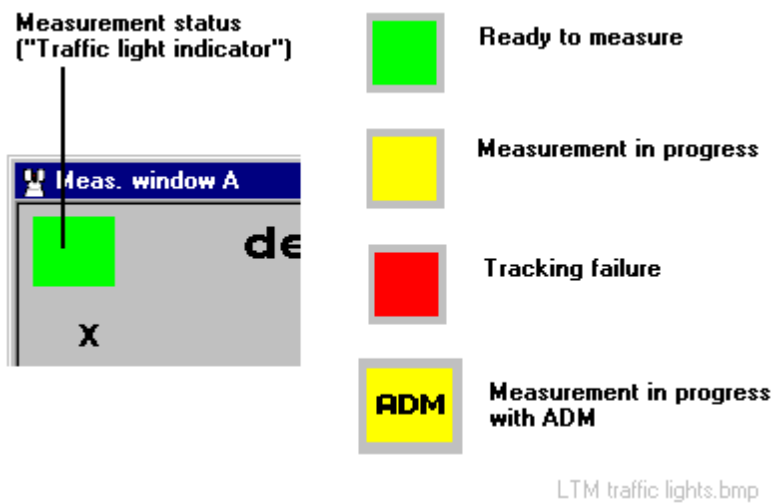 Measurement status
("Traffic light indicator")
Ready to measure
Measurement in progress
Meas. window A
de
X
Tracking failure
ADM
Measurement in progress
with ADM
LTM traffic lights.bmp